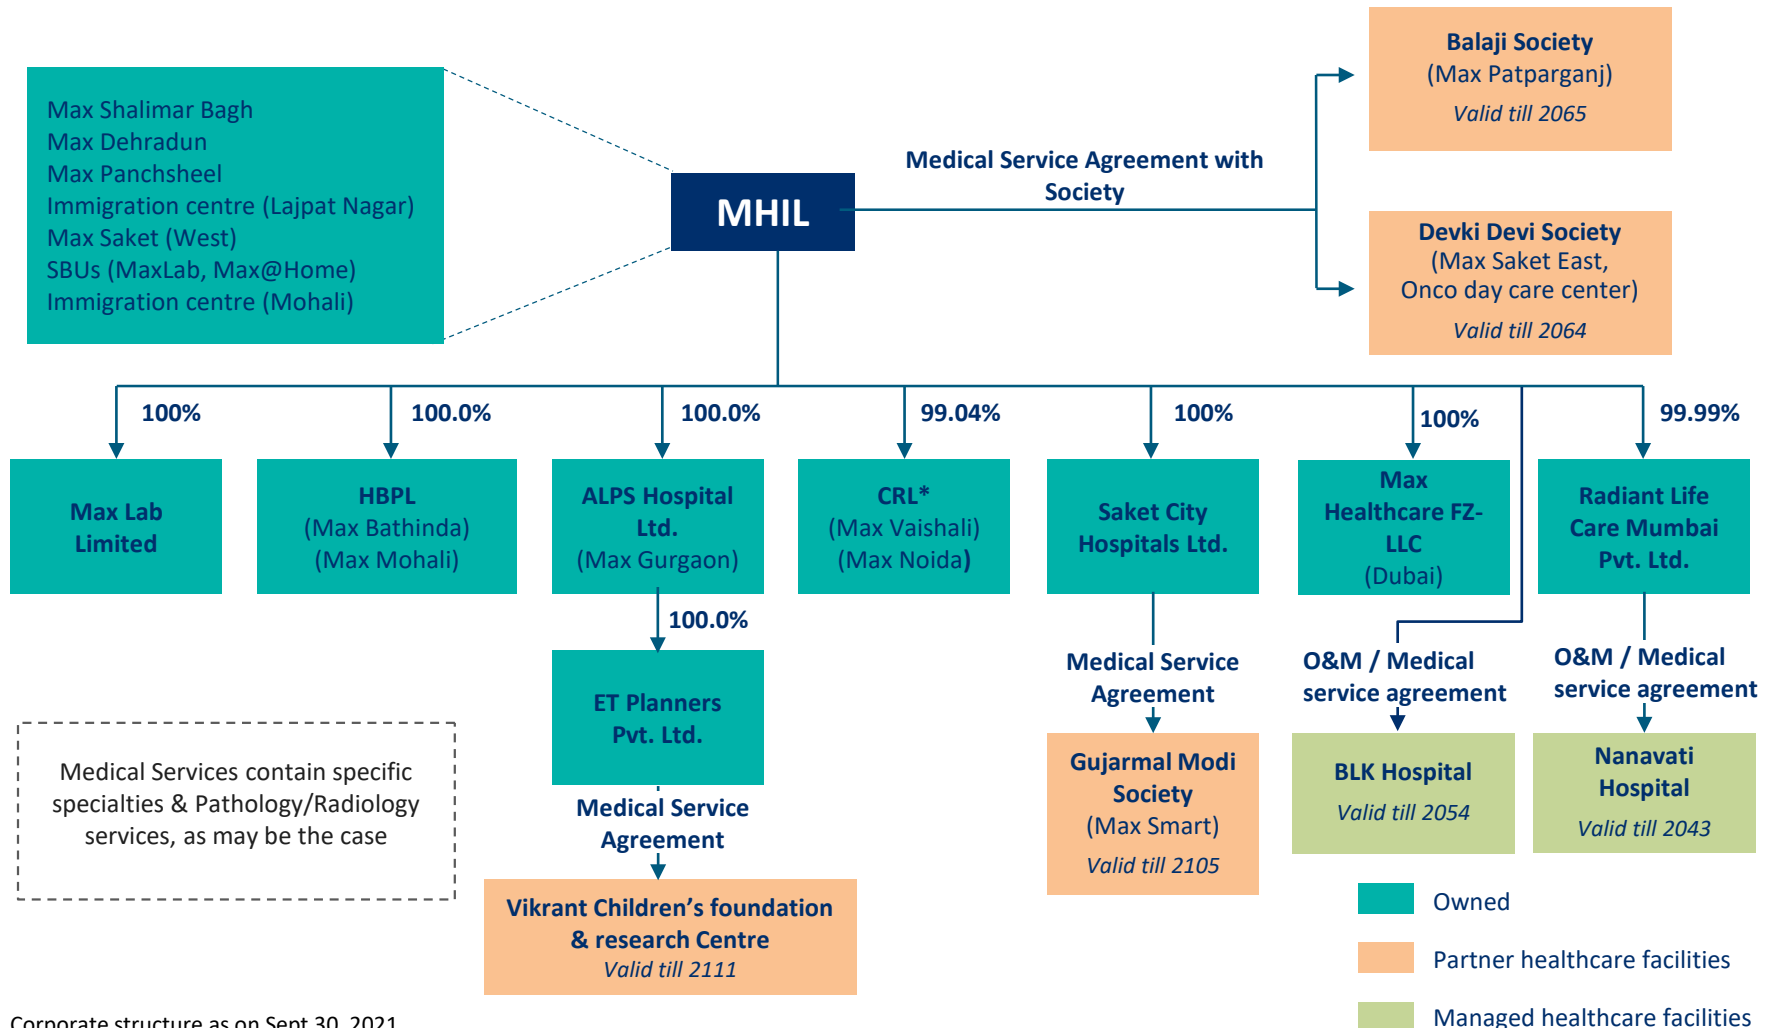 Balaji Society
(Max Patparganj)
Valid till 2065
Max Shalimar Bagh
Max Dehradun
Max Panchsheel
Immigration centre (Lajpat Nagar)
Max Saket (West)
SBUs (MaxLab, Max@Home)
Immigration centre (Mohali)
MHIL
Medical Service Agreement with
Society
Devki Devi Society
(Max Saket East,
Onco day care center)
Valid till 2064
100%
100.0%
100.0%
99.04%
100%
100%
99.99%
Max Lab
Limited
HBPL
(Max Bathinda)
(Max Mohali)
ALPS Hospital
Ltd.
(Max Gurgaon)
CRL*
(Max Vaishali)
(Max Noida)
Saket City
Hospitals Ltd.
Max
Healthcare FZ-
LLC
(Dubai)
Radiant Life
Care Mumbai
Pvt. Ltd.
100.0%
ET Planners
Pvt. Ltd.
Medical Service
Agreement
O&M / Medical
service agreement
O&M / Medical
service agreement
Medical Services contain specific
specialties & Pathology/Radiology
services, as may be the case
Medical Service
Agreement
Gujarmal Modi
Society
(Max Smart)
Valid till 2105
BLK Hospital
Valid till 2054
Nanavati
Hospital
Valid till 2043
Vikrant Children’s foundation
& research Centre
Valid till 2111
Owned
Partner healthcare facilities
Managed healthcare facilities
Corporate structure as on Sept 30, 2021